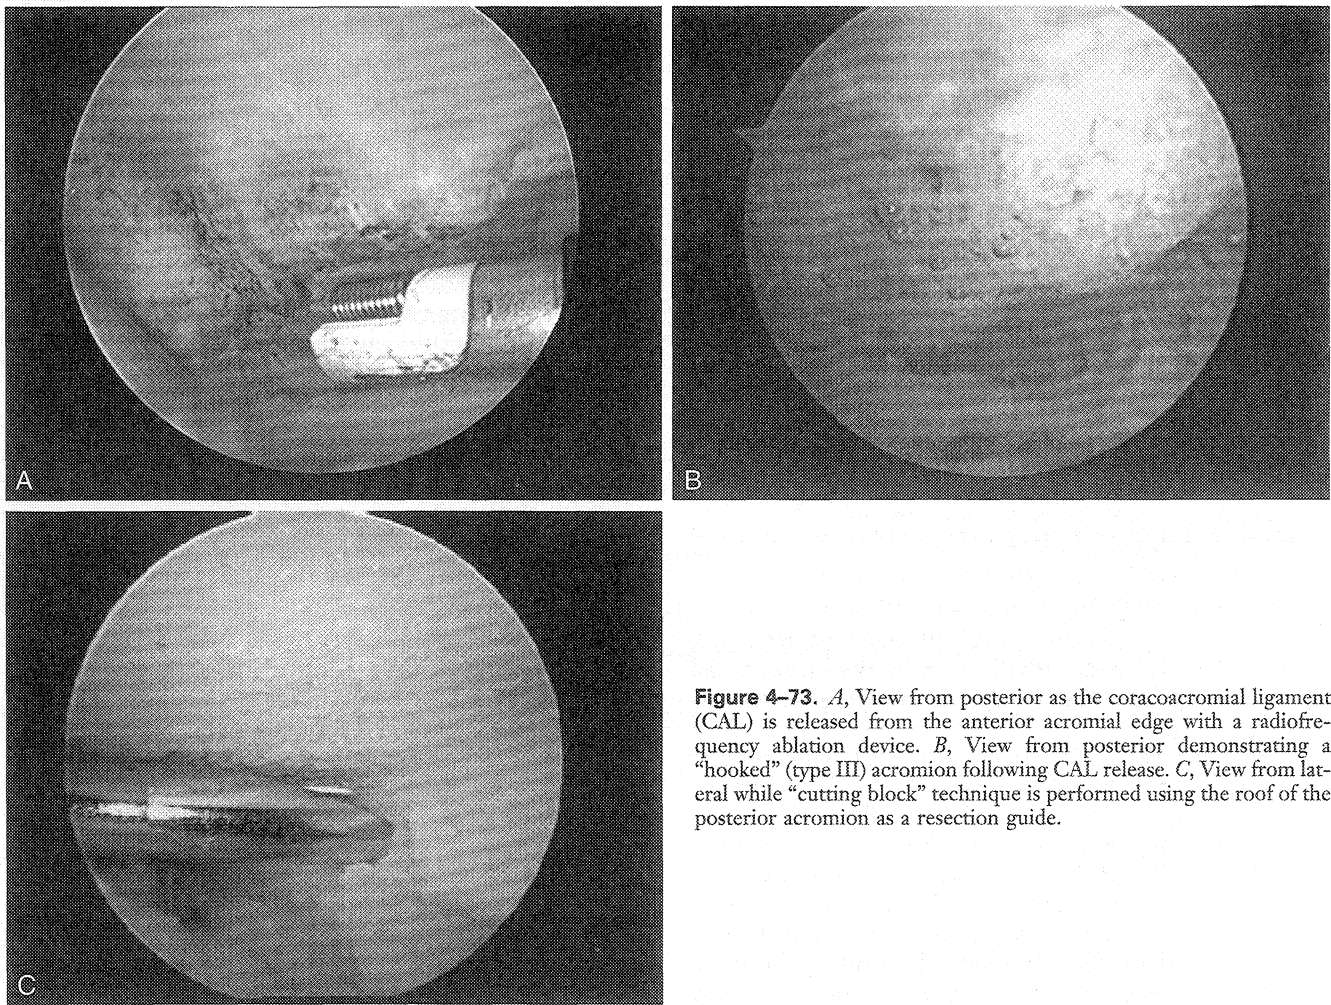 A
B
C
Figure 4–73. A, View from posterior as the coracoacromial ligament
(CAL) is released from the anterior acromial edge with a radiofre-
quency ablation device. B, View from posterior demonstrating a
“hooked” (type III) acromion following CAL release. C, View from lat-
eral while “cutting block” technique is performed using the roof of the
posterior acromion as a resection guide.